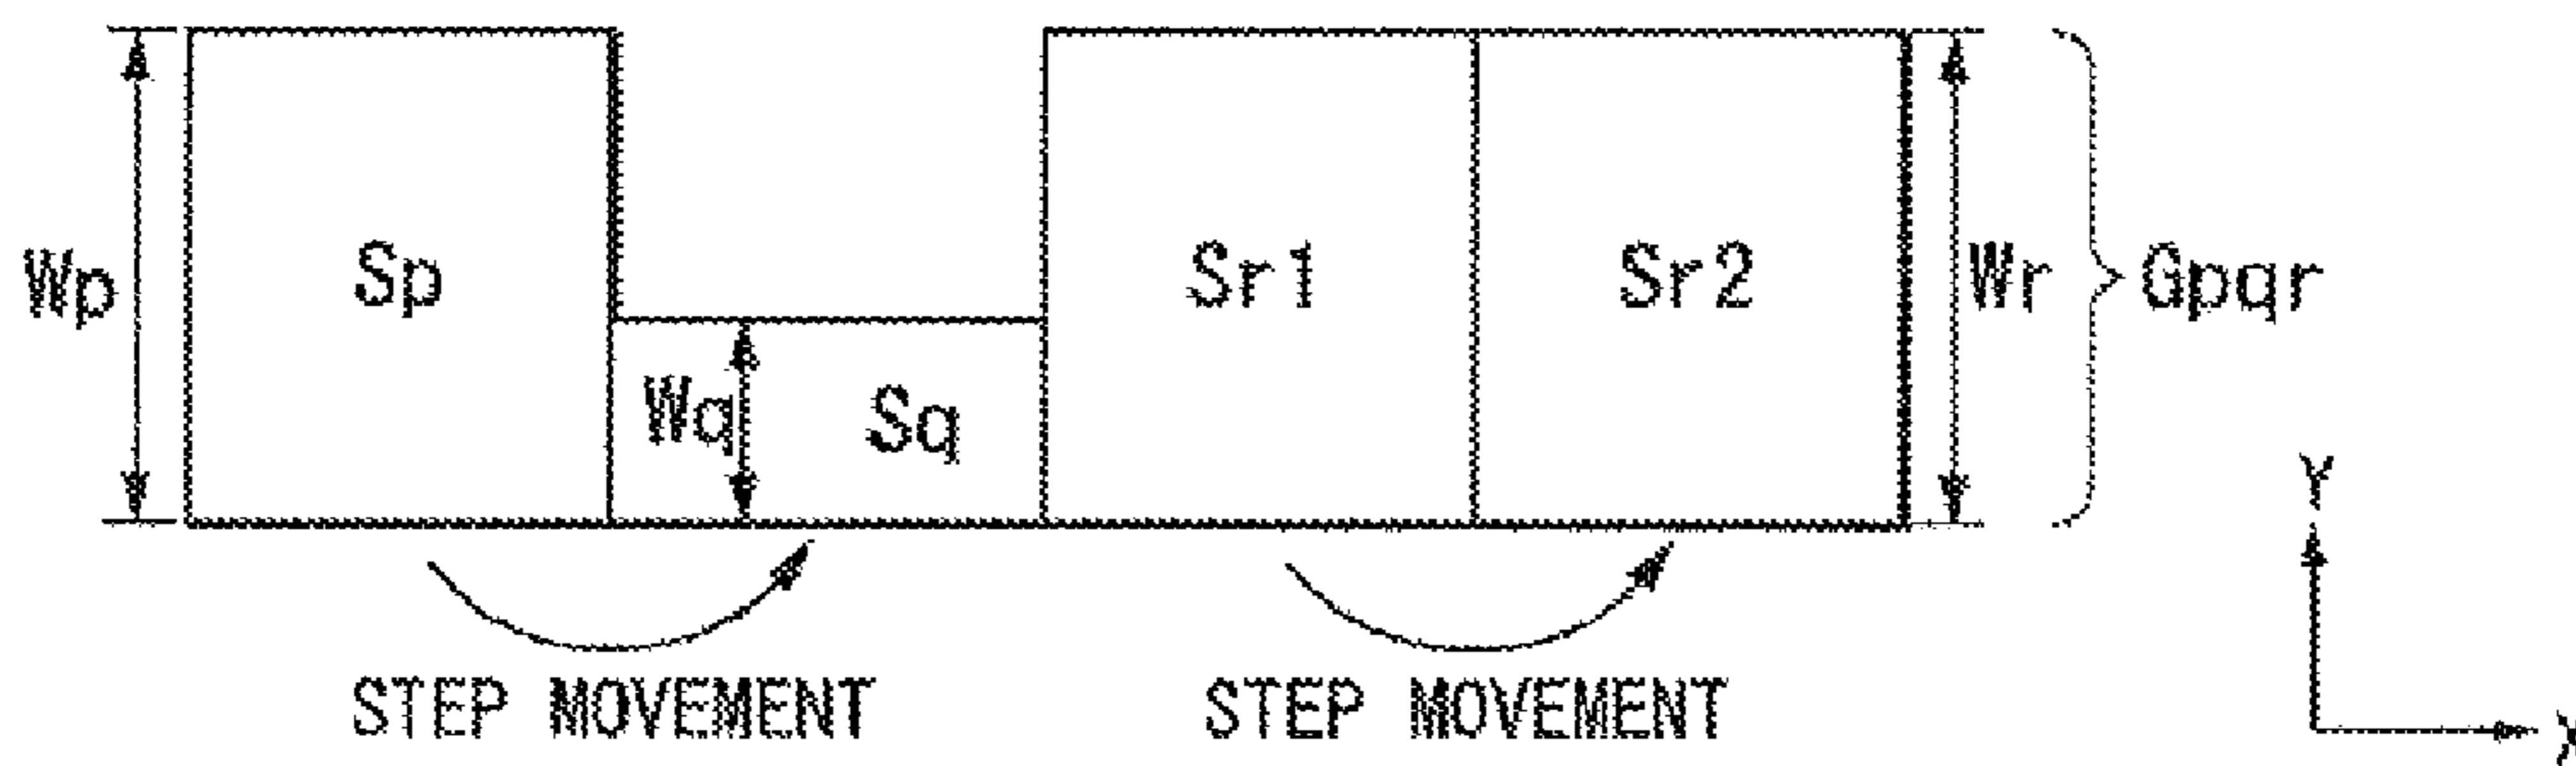 Wp
Sp
Wq
Sq
Sr1
Sr2
Wr
Gpqr
STEP MOVEMENT
STEP MOVEMENT
Y
X